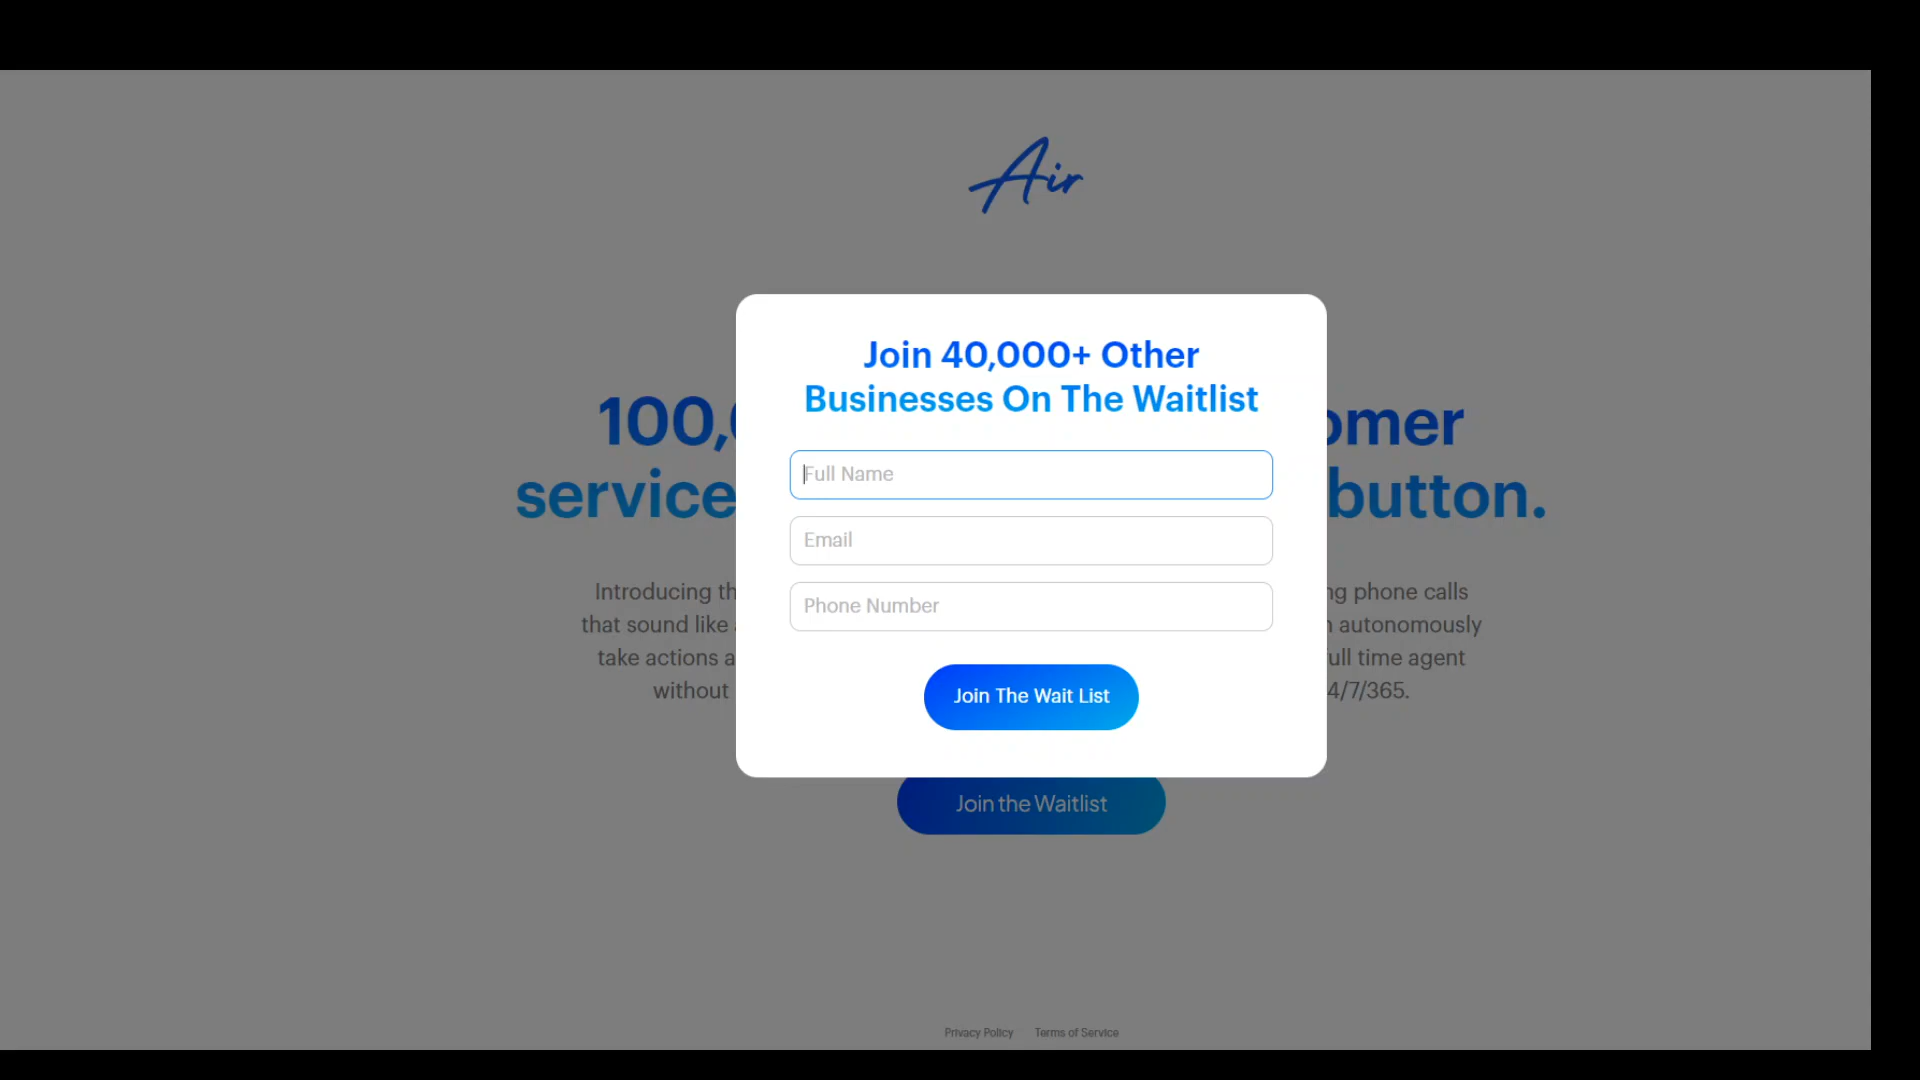 Air
Join 40,000+ Other
Businesses On The Waitlist
100, omer
service button.
Full Name
Email
Phone Number
Introducing ng phone calls
that sound like autonomously
take actions a ull time agent
without 4/7/365.
Join The Wait List
Join the Waitlist
Privacy Policy Terms of Service